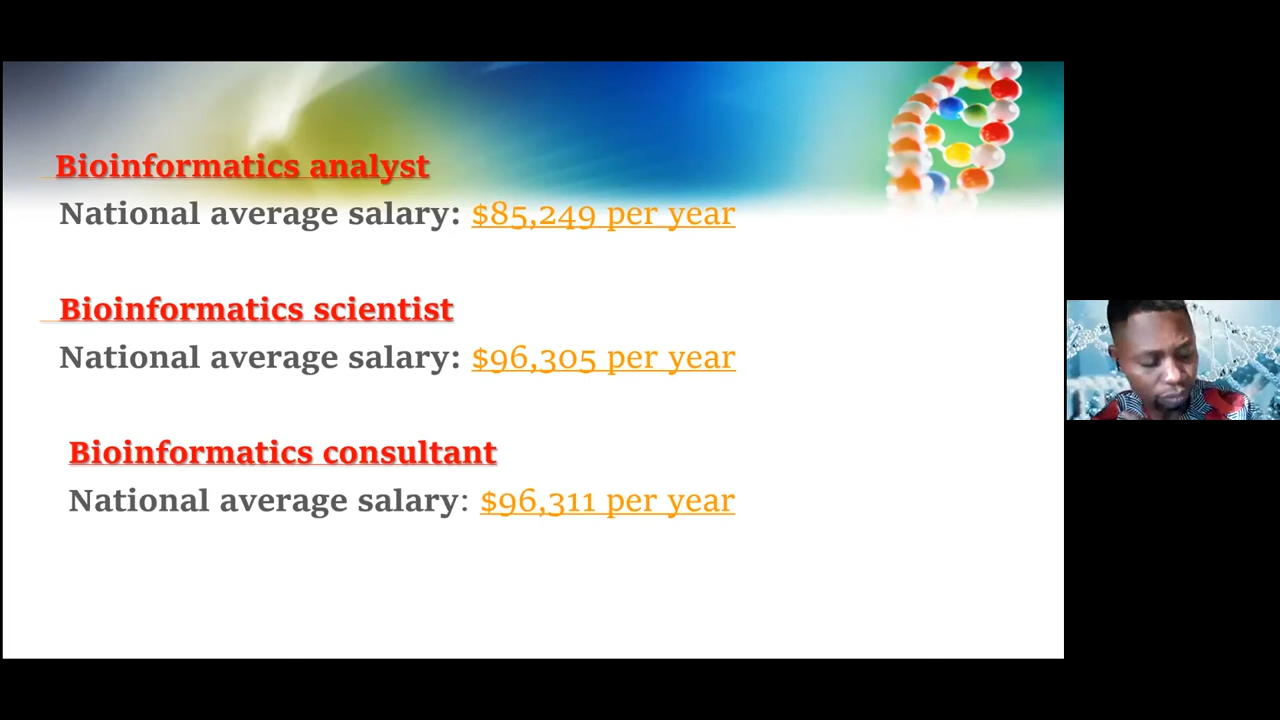 Bioinformatics analyst
National average salary: $85,249 per year
Bioinformatics scientist
National average salary: $96,305 per year
Bioinformatics consultant
National average salary: $96,311 per year